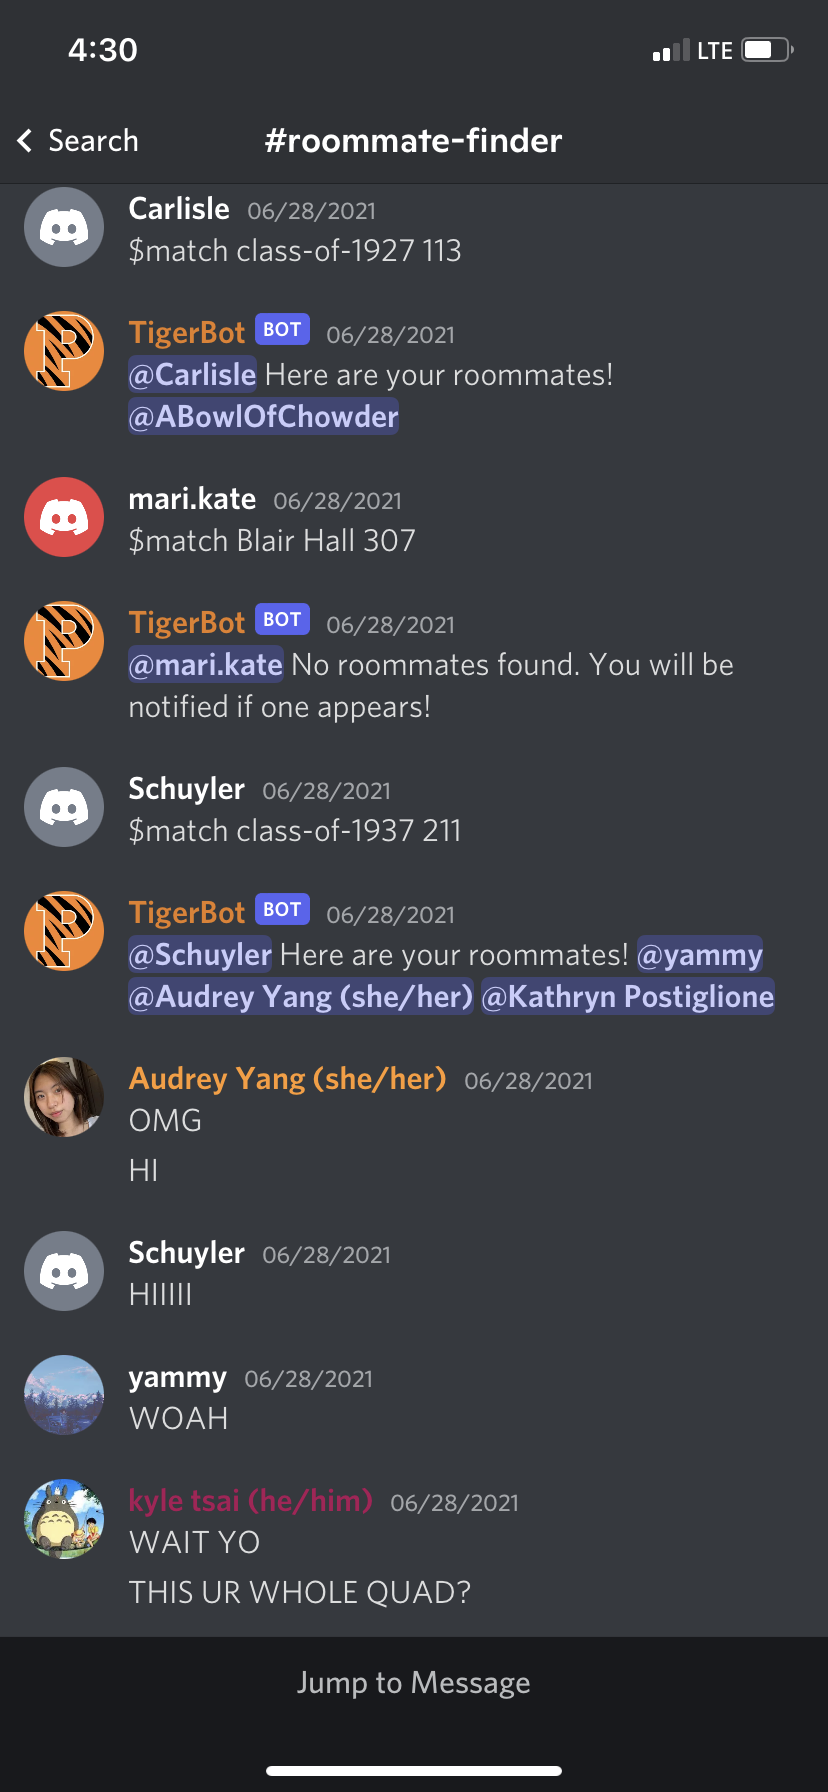 4:30 LTE
Search #roommate-finder
Carlisle 06/28/2021
$match class-of-1927 113
TigerBot BOT 06/28/2021
@Carlisle Here are your roommates!
@ABowlOfChowder
mari.kate 06/28/2021
$match Blair Hall 307
TigerBot BOT 06/28/2021
@mari.kate No roommates found. You will be
notified if one appears!
Schuyler 06/28/2021
$match class-of-1937 211
TigerBot BOT 06/28/2021
@Schuyler Here are your roommates! @yammy
@Audrey Yang (she/her) @Kathryn Postiglione
Audrey Yang (she/her) 06/28/2021
OMG
HI
Schuyler 06/28/2021
HIIIIII
yammy 06/28/2021
WOAH
kyle tsai (he/him) 06/28/2021
WAIT YO
THIS UR WHOLE QUAD?
Jump to Message